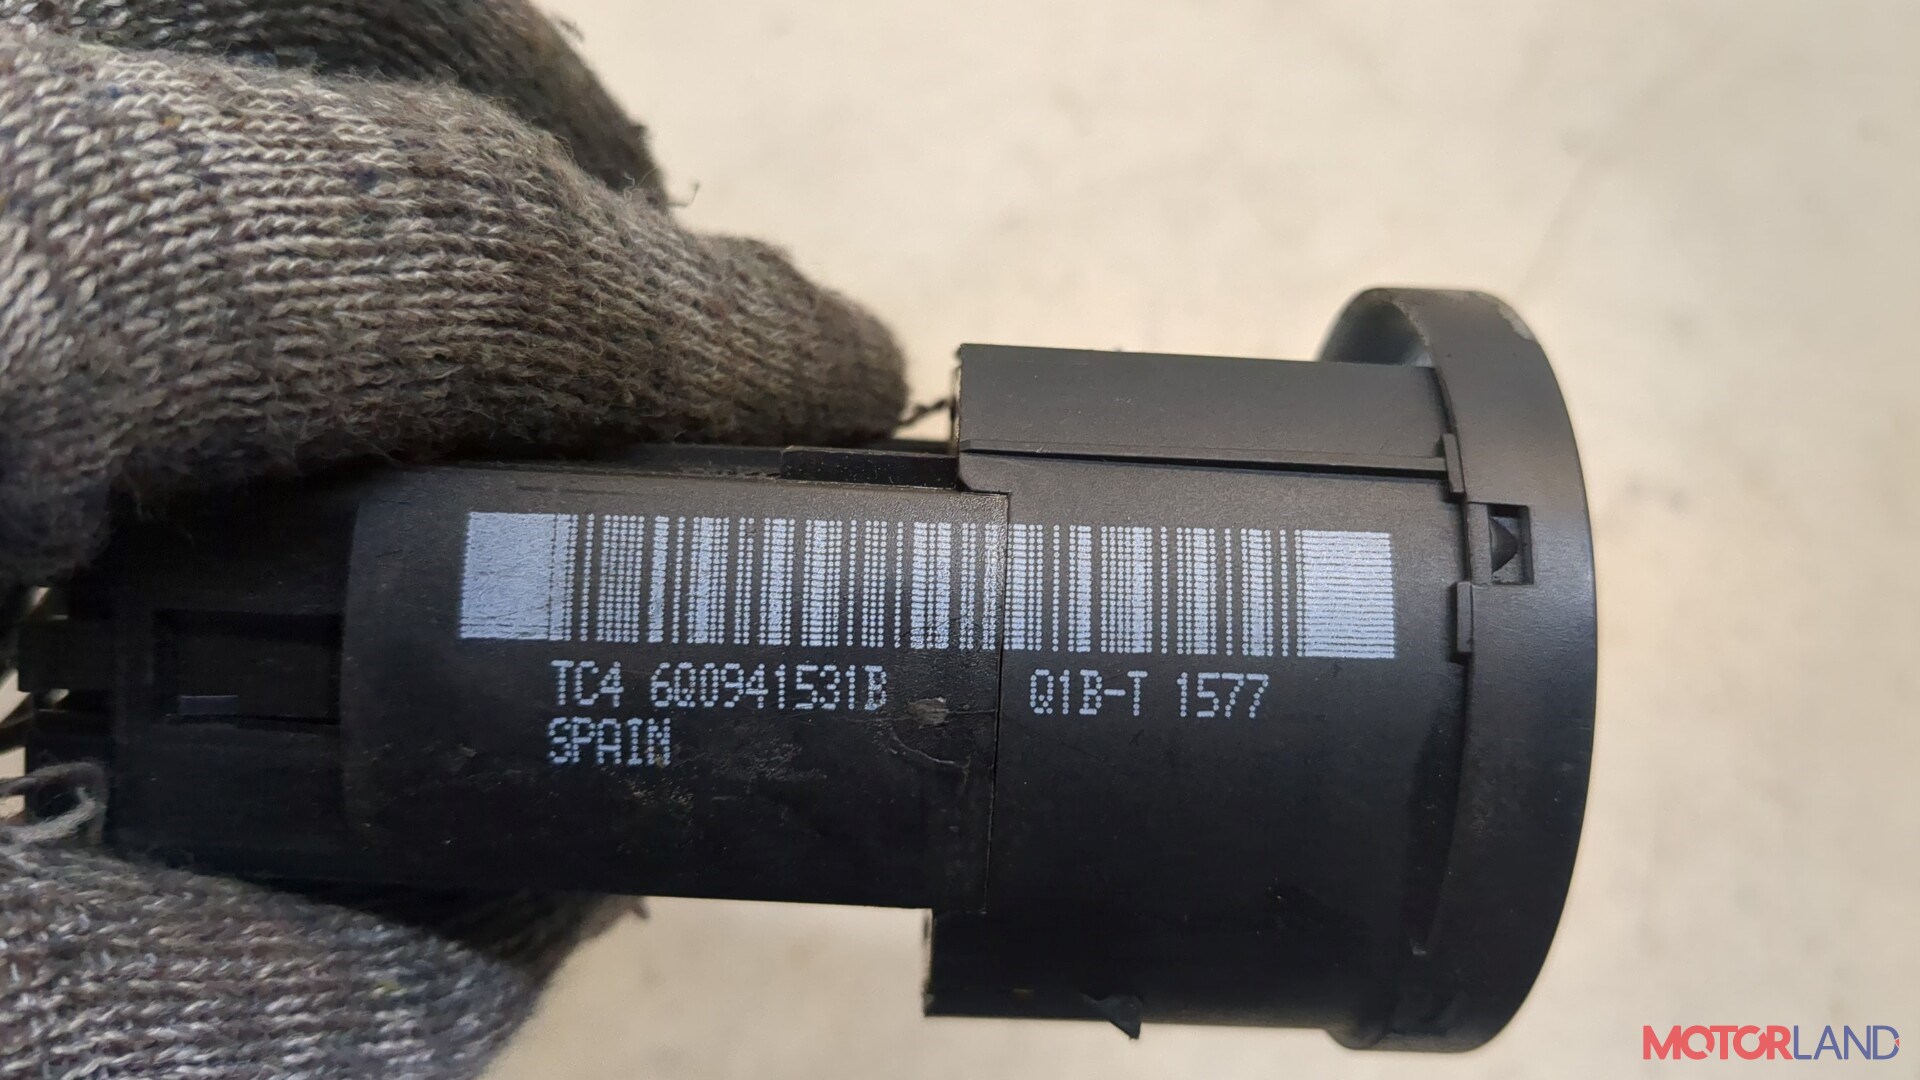 TC4 6Q0941531B Q1B-T 1577
SPAIN
MOTORLAND